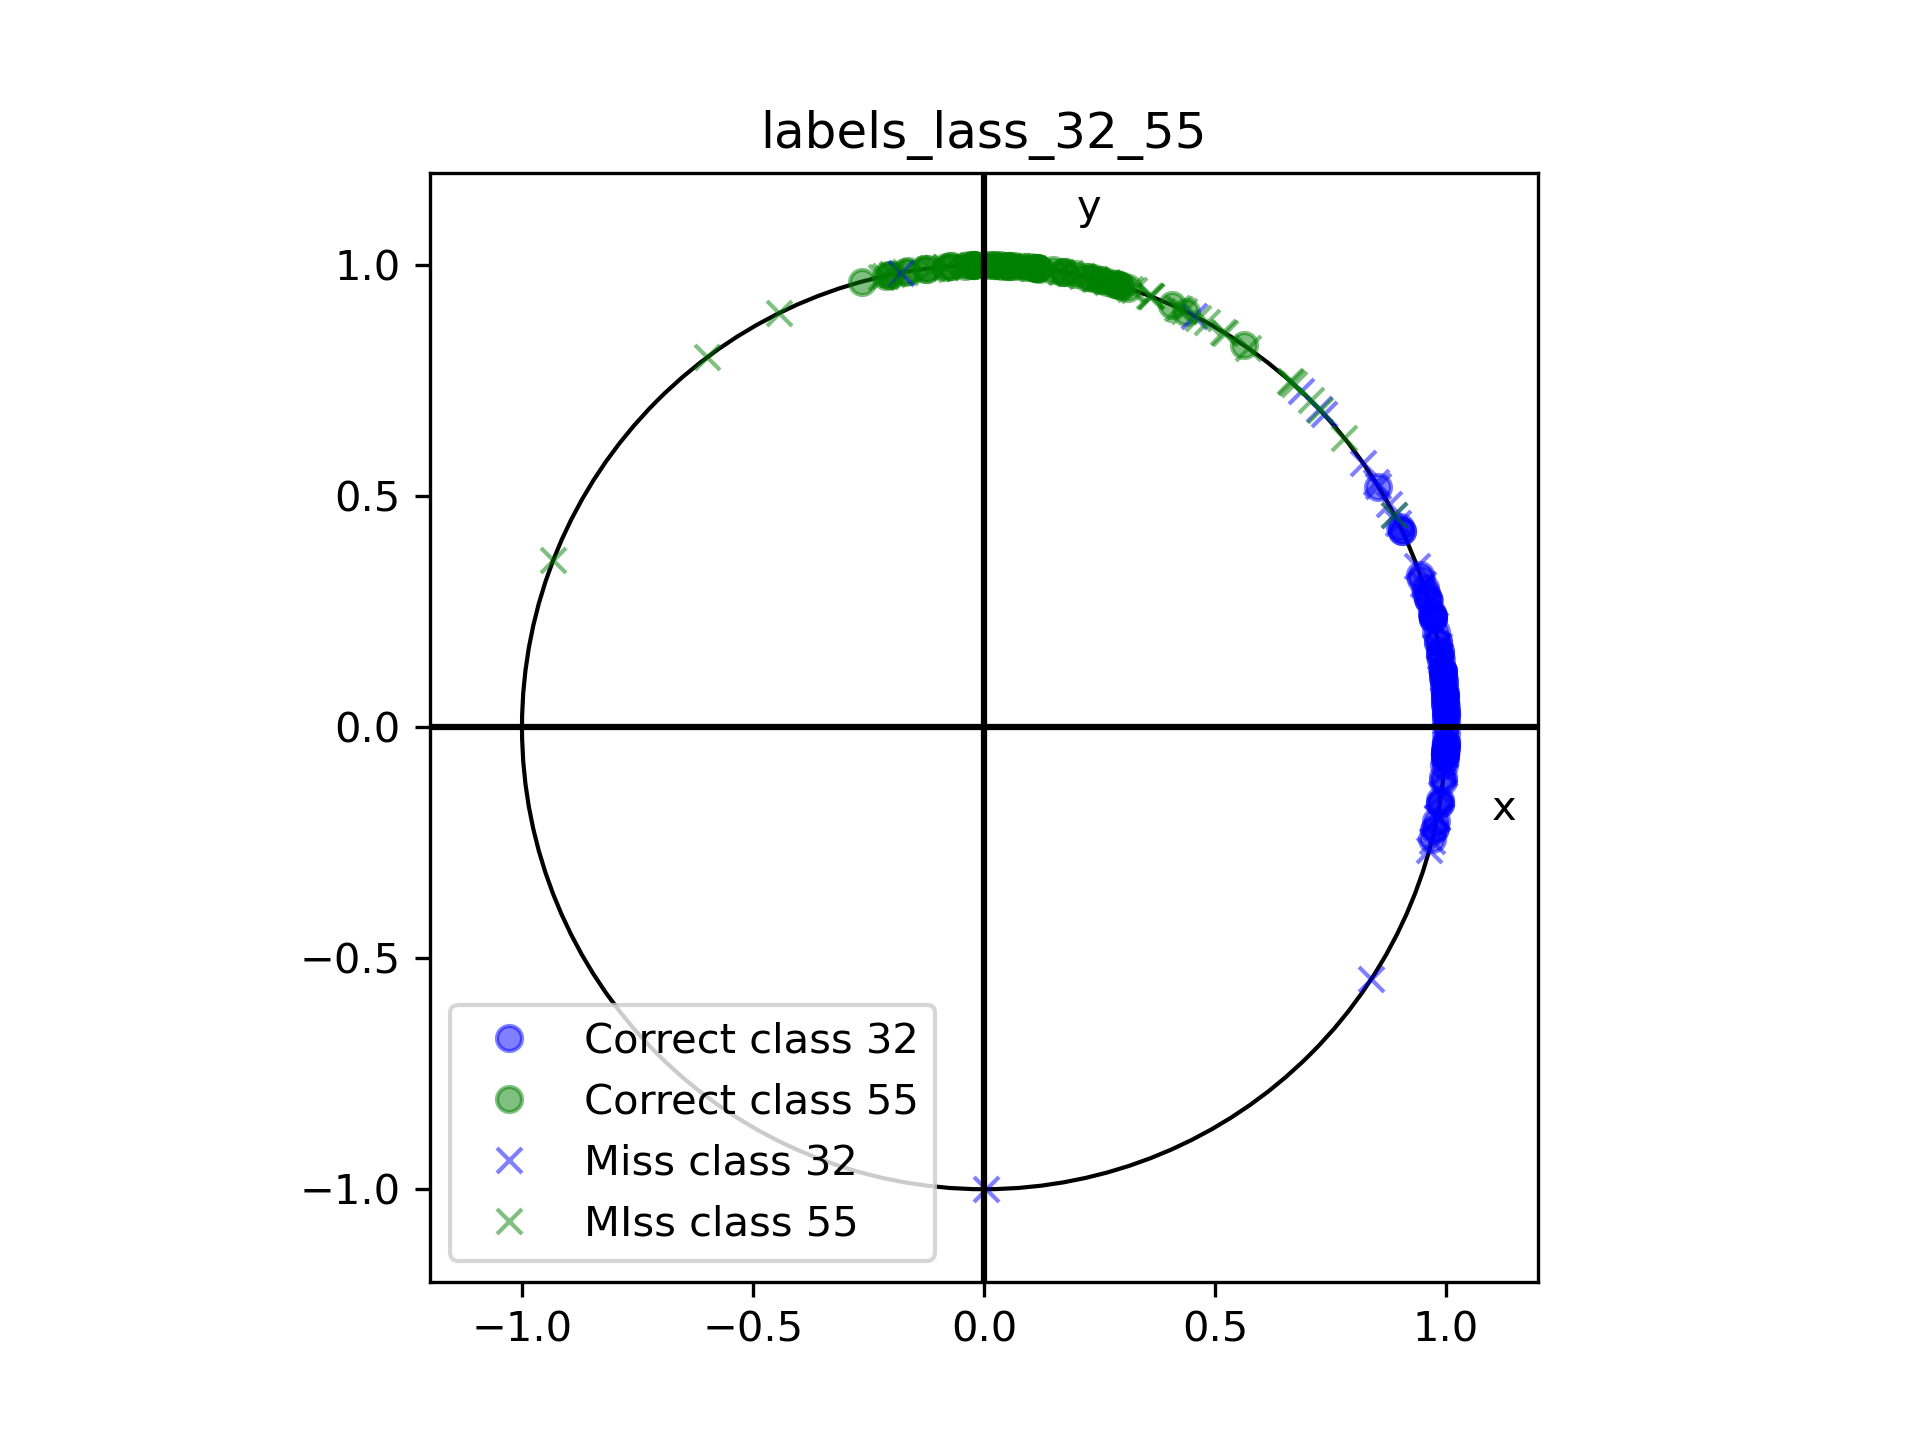 labels_lass_32_55
y
1.0
0.5
0.0
x
−0.5
−1.0
Correct class 32
Correct class 55
Miss class 32
MIss class 55
−1.0 −0.5 0.0 0.5 1.0